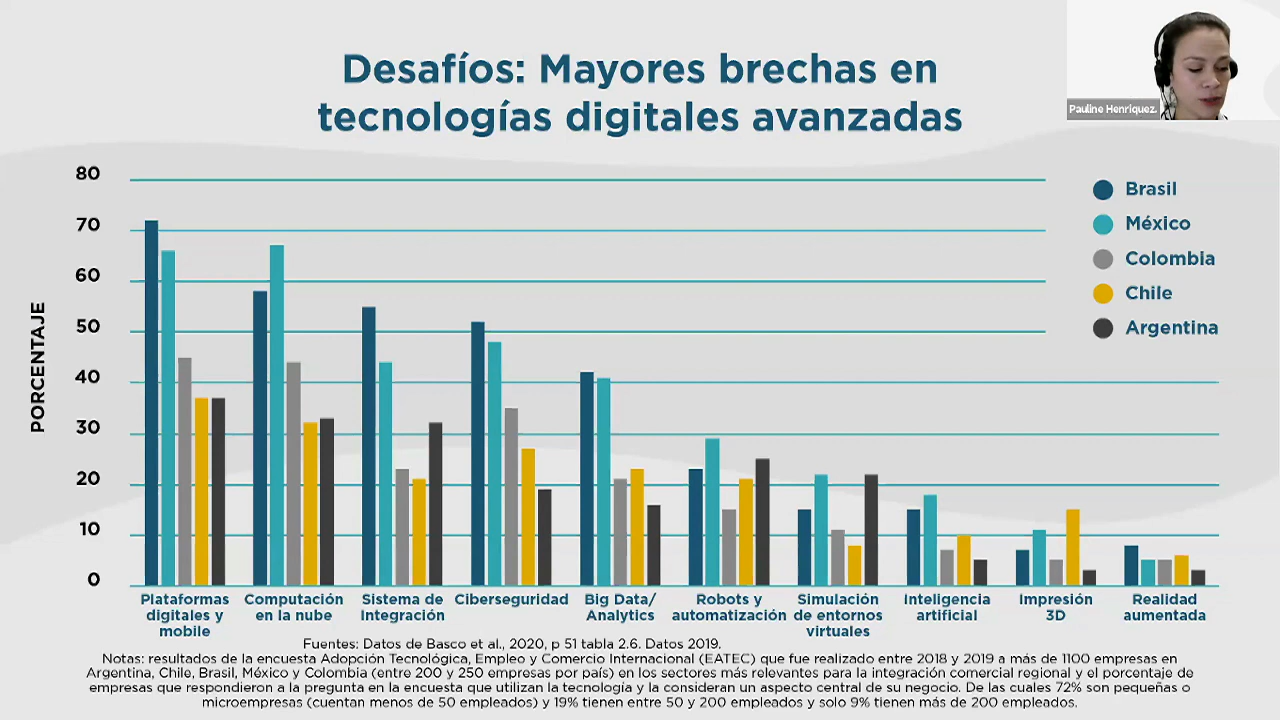 Desafíos: Mayores brechas en
tecnologías digitales avanzadas
Pauline Henriquez.
PORCENTAJE
80
70
60
50
40
30
20
10
0
Brasil
México
Colombia
Chile
Argentina
Plataformas
digitales y
mobile
Computación
en la nube
Sistema de
Integración
Ciberseguridad
Big Data/
Analytics
Robots y
automatización
Simulación
de entornos
virtuales
Inteligencia
artificial
Impresión
3D
Realidad
aumentada
Fuentes: Datos de Basco et al., 2020, p 51 tabla 2.6. Datos 2019.
Notas: resultados de la encuesta Adopción Tecnológica, Empleo y Comercio Internacional (EATEC) que fue realizado entre 2018 y 2019 a más de 1100 empresas en
Argentina, Chile, Brasil, México y Colombia (entre 200 y 250 empresas por país) en los sectores más relevantes para la integración comercial regional y el porcentaje de
empresas que respondieron a la pregunta en la encuesta que utilizan la tecnología y la consideran un aspecto central de su negocio. De las cuales 72% son pequeñas o
microempresas (cuentan menos de 50 empleados) y 19% tienen entre 50 y 200 empleados y solo 9% tienen más de 200 empleados.